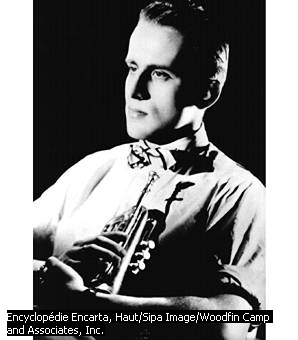 Encyclopédie Encarta, Haut/Sipa Image/Woodfin Camp
and Associates, Inc.